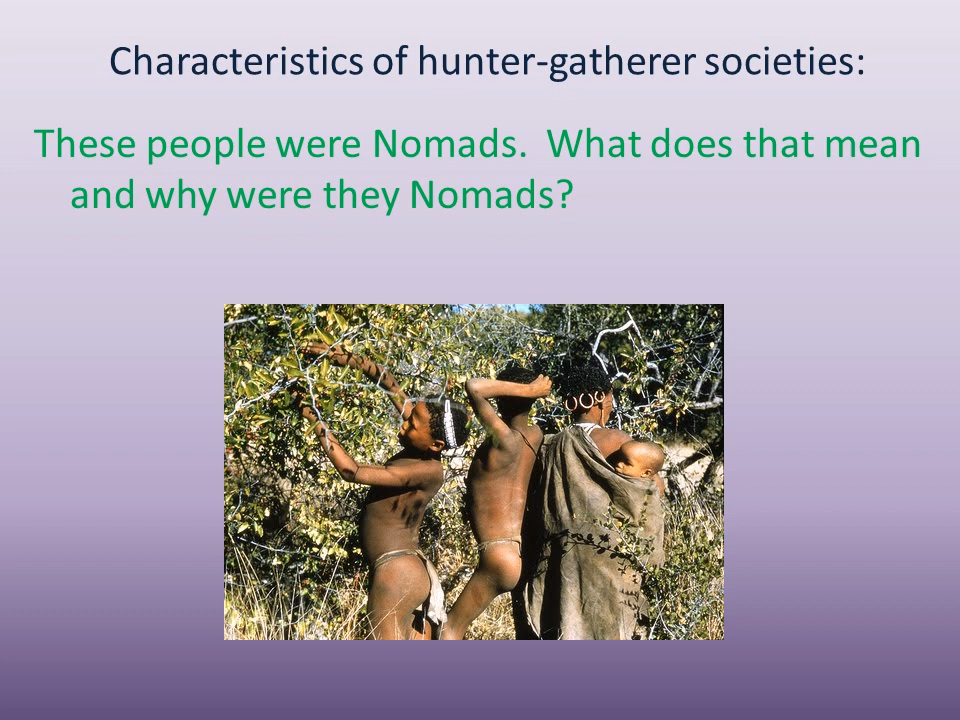 Characteristics of hunter-gatherer societies:
These people were Nomads.  What does that mean
and why were they Nomads?